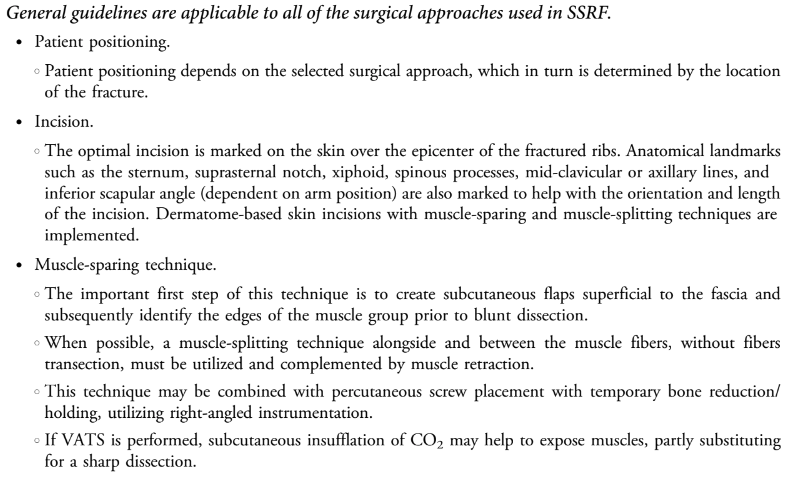 General guidelines are applicable to all of the surgical approaches used in SSRF.
• Patient positioning.
◦ Patient positioning depends on the selected surgical approach, which in turn is determined by the location
of the fracture.
• Incision.
◦ The optimal incision is marked on the skin over the epicenter of the fractured ribs. Anatomical landmarks
such as the sternum, suprasternal notch, xiphoid, spinous processes, mid-clavicular or axillary lines, and
inferior scapular angle (dependent on arm position) are also marked to help with the orientation and length
of the incision. Dermatome-based skin incisions with muscle-sparing and muscle-splitting techniques are
implemented.
• Muscle-sparing technique.
◦ The important first step of this technique is to create subcutaneous flaps superficial to the fascia and
subsequently identify the edges of the muscle group prior to blunt dissection.
◦ When possible, a muscle-splitting technique alongside and between the muscle fibers, without fibers
transection, must be utilized and complemented by muscle retraction.
◦ This technique may be combined with percutaneous screw placement with temporary bone reduction/
holding, utilizing right-angled instrumentation.
◦ If VATS is performed, subcutaneous insufflation of CO₂ may help to expose muscles, partly substituting
for a sharp dissection.